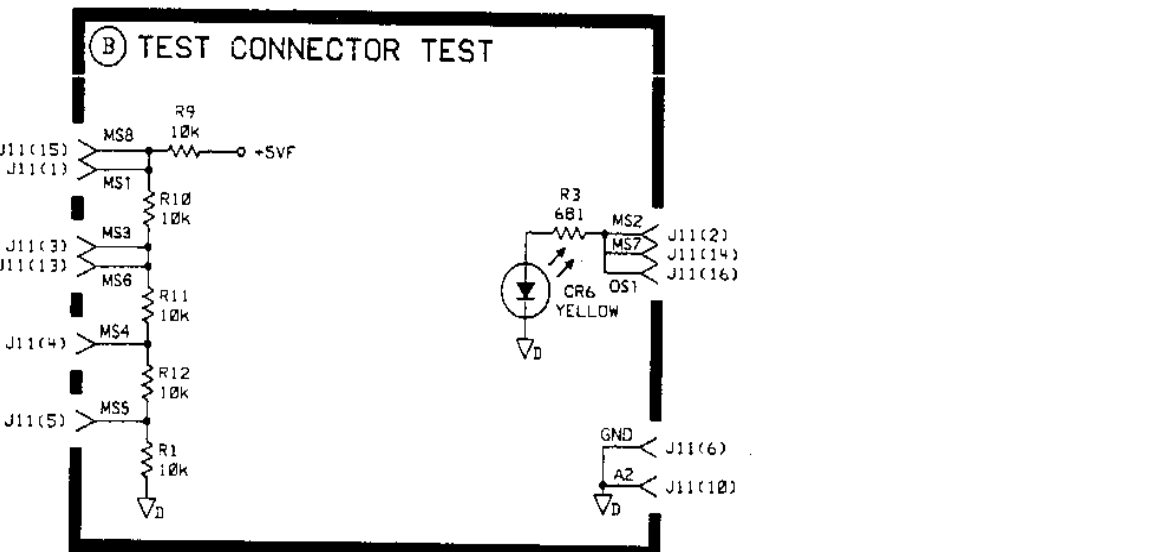 B TEST CONNECTOR TEST
R9
10k
J11(15) MS8
+5VF
J11(1)
MS1
R10
10k
R3
681
J11(3) MS3
MS2 J11(2)
MS7 J11(14)
J11(13)
MS6
OS1 J11(16)
CR6
YELLOW
R11
10k
J11(4) MS4
D
R12
10k
J11(5) MS5
GND J11(6)
R1
10k
A2 J11(10)
D
D